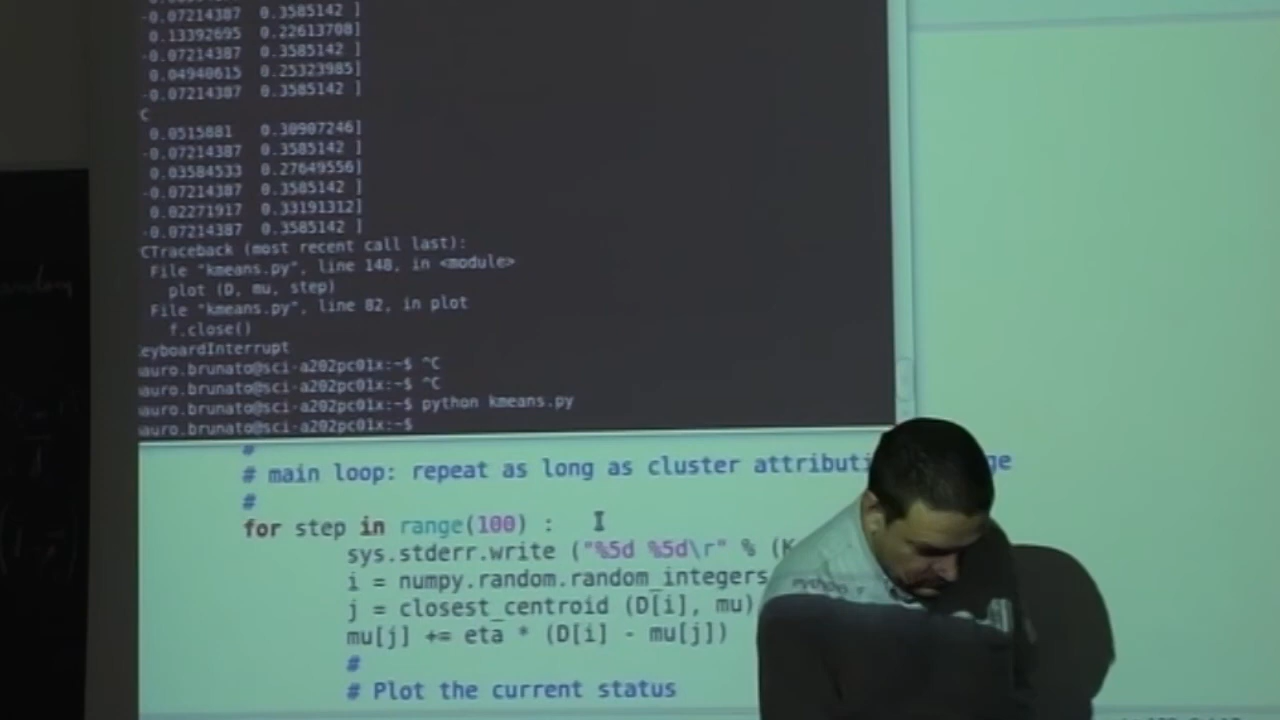 -0.07214387 0.3585142 ]
0.13392695 0.22613708]
-0.07214387 0.3585142 ]
0.04940615 0.25323985]
-0.07214387 0.3585142 ]
C
0.0515881 0.30907246]
-0.07214387 0.3585142 ]
0.03584533 0.27649556]
-0.07214387 0.3585142 ]
0.02271917 0.33191312]
-0.07214387 0.3585142 ]
CTraceback (most recent call last):
File "kmeans.py", line 148, in <module>
plot (D, mu, step)
File "kmeans.py", line 82, in plot
f.close()
eyboardInterrupt
auro.brunato@sci-a202pc01x:~$ ^C
auro.brunato@sci-a202pc01x:~$ ^C
auro.brunato@sci-a202pc01x:~$ python kmeans.py
auro.brunato@sci-a202pc01x:~$
#
# main loop: repeat as long as cluster attributi ge
#
for step in range(100) :
sys.stderr.write ("%5d %5d\r" % (K
i = numpy.random.random_integers
j = closest_centroid (D[i], mu)
mu[j] += eta * (D[i] - mu[j])
#
# Plot the current status